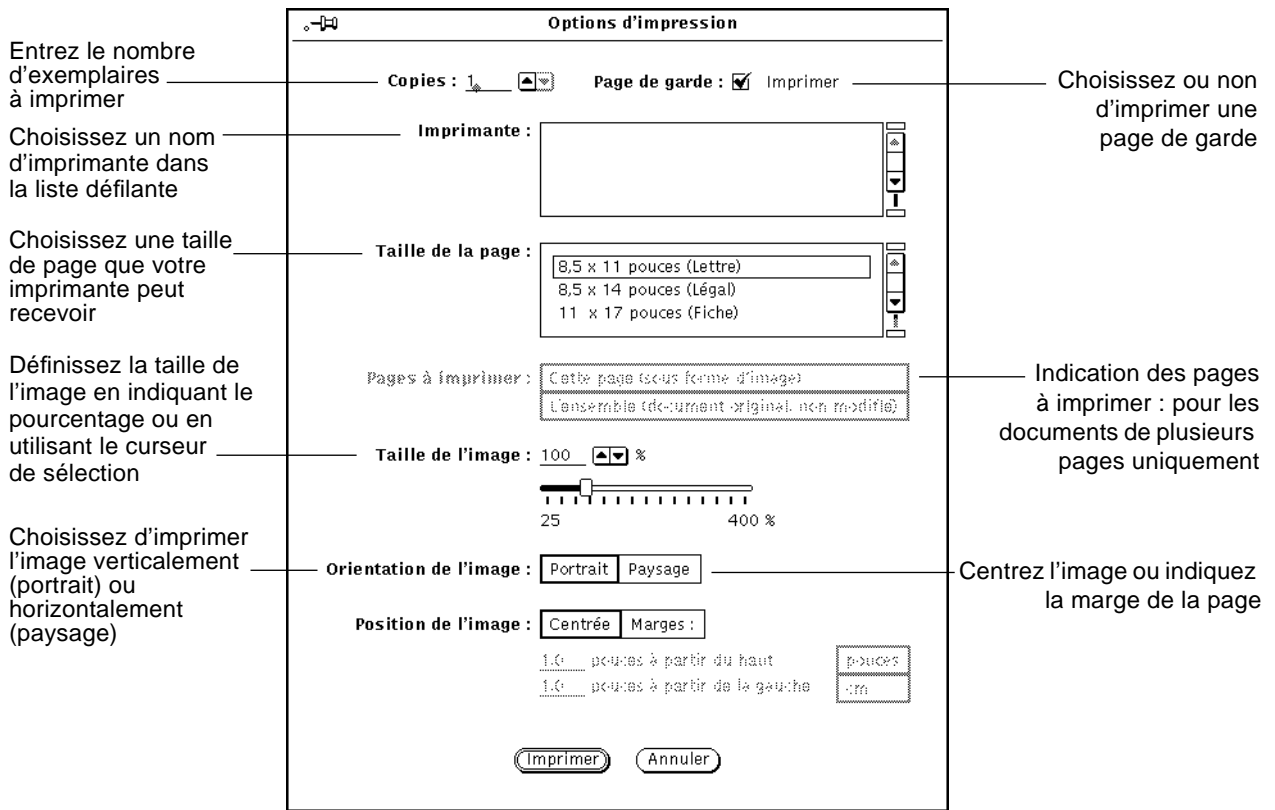 Options d'impression
Entrez le nombre
d'exemplaires
à imprimer
Copies : 1
Page de garde : Imprimer
Choisissez ou non
d'imprimer une
page de garde
Choisissez un nom
d'imprimante dans
la liste défilante
Imprimante :
Choisissez une taille
de page que votre
imprimante peut
recevoir
Taille de la page :
8,5 x 11 pouces (Lettre)
8,5 x 14 pouces (Légal)
11 x 17 pouces (Fiche)
Définissez la taille de
l'image en indiquant le
pourcentage ou en
utilisant le curseur
de sélection
Pages à imprimer :
Cette page (sous forme d'image)
L'ensemble (document original, non modifié)
Indication des pages
à imprimer : pour les
documents de plusieurs
pages uniquement
Taille de l'image : 100 %
25 400 %
Choisissez d'imprimer
l'image verticalement
(portrait) ou
horizontalement
(paysage)
Orientation de l'image : Portrait Paysage
Centrez l'image ou indiquez
la marge de la page
Position de l'image : Centrée Marges :
1.0 pouces à partir du haut
1.0 pouces à partir de la gauche
pouces
cm
Imprimer Annuler